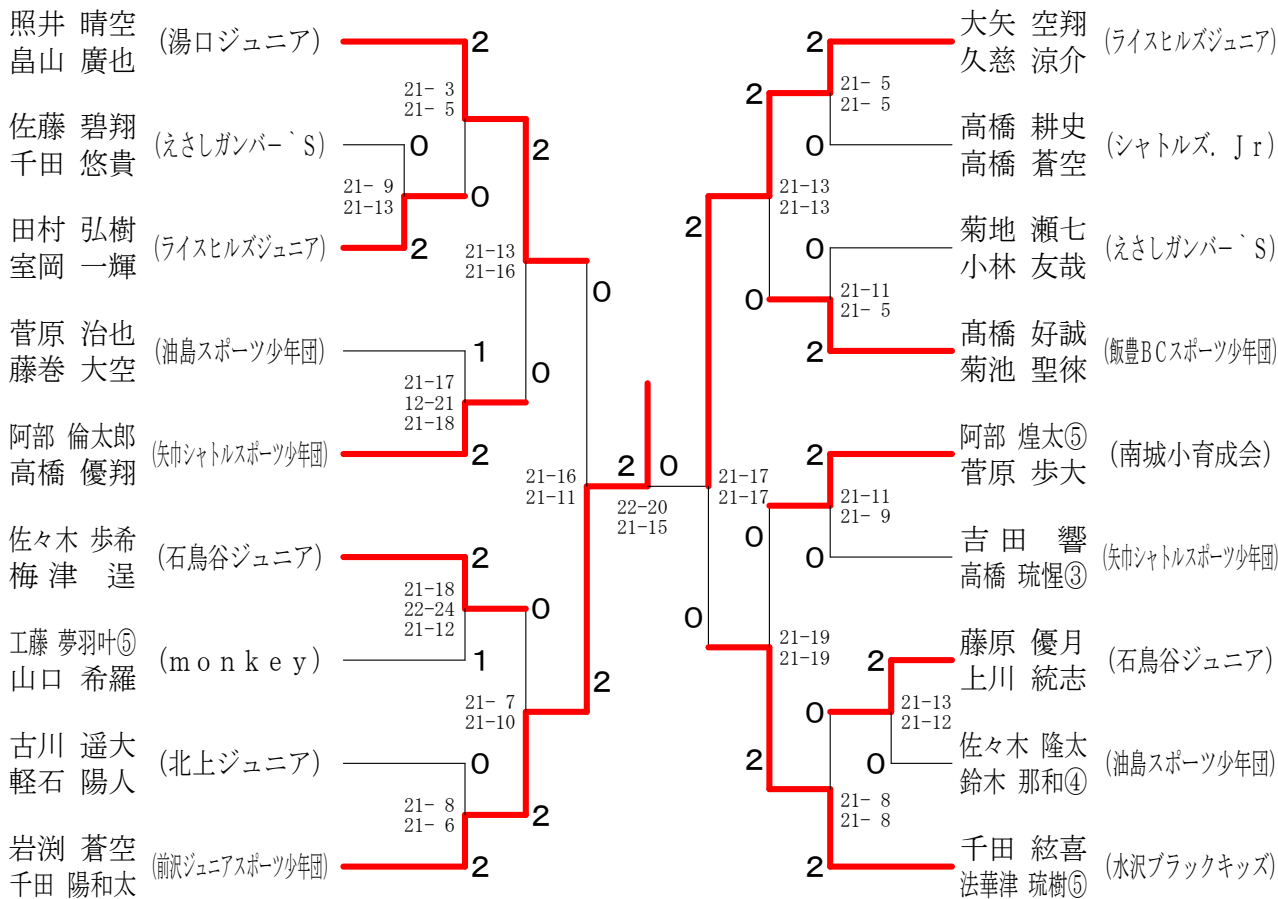 照井 晴空
畠山 廣也
(湯口ジュニア)
2
21- 3
21- 5
佐藤 碧翔
千田 悠貴
(えさしガンバー`S)
0
21- 9
21-13
0
2
田村 弘樹
室岡 一輝
(ライスヒルズジュニア)
2
21-13
21-16
0
菅原 治也
藤巻 大空
(油島スポーツ少年団)
1
21-17
12-21
21-18
0
阿部 倫太郎
高橋 優翔
(矢巾シャトルスポーツ少年団)
2
21-16
21-11
佐々木 歩希
梅津 逞
(石鳥谷ジュニア)
2
21-18
22-24
21-12
0
工藤 夢羽叶⑤
山口 希羅
(monkey)
1
21- 7
21-10
2
古川 遥大
軽石 陽人
(北上ジュニア)
0
21- 8
21- 6
2
岩渕 蒼空
千田 陽和太
(前沢ジュニアスポーツ少年団)
2
2 0
22-20
21-15
大矢 空翔
久慈 涼介
(ライスヒルズジュニア)
2
21- 5
21- 5
2
高橋 耕史
高橋 蒼空
(シャトルズ.Jr)
0
21-13
21-13
2
菊地 瀬七
小林 友哉
(えさしガンバー`S)
0
21-11
21- 5
0
髙橋 好誠
菊池 聖徠
(飯豊BCスポーツ少年団)
2
21-17
21-17
阿部 煌太⑤
菅原 歩大
(南城小育成会)
2
21-11
21- 9
0
吉田 響
高橋 琉惺③
(矢巾シャトルスポーツ少年団)
0
21-19
21-19
0
藤原 優月
上川 統志
(石鳥谷ジュニア)
2
21-13
21-12
0
佐々木 隆太
鈴木 那和④
(油島スポーツ少年団)
0
21- 8
21- 8
2
千田 絃喜
法華津 琉樹⑤
(水沢ブラックキッズ)
2